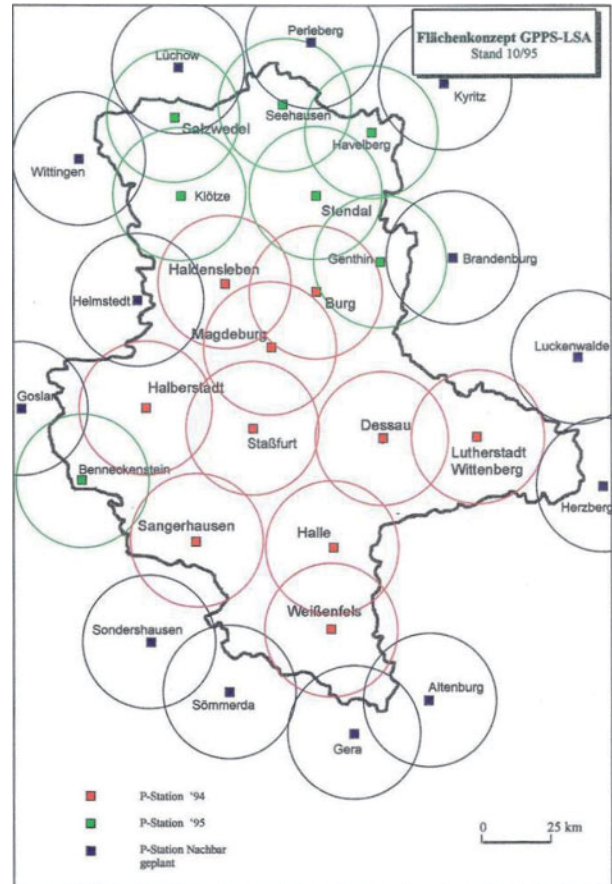 Flächenkonzept GPPS-LSA
Stand 10/95
Perleberg
Lüchow
Kyritz
Salzwedel
Seehausen
Havelberg
Wittingen
Klötze
Stendal
Haldensleben
Genthin
Brandenburg
Helmstedt
Burg
Magdeburg
Luckenwalde
Goslar
Halberstadt
Staßfurt
Dessau
Lutherstadt
Wittenberg
Benneckenstein
Herzberg
Sangerhausen
Halle
Weißenfels
Sondershausen
Sömmerda
Altenburg
Gera
P-Station '94
P-Station '95
P-Station Nachbar
geplant
0 25 km